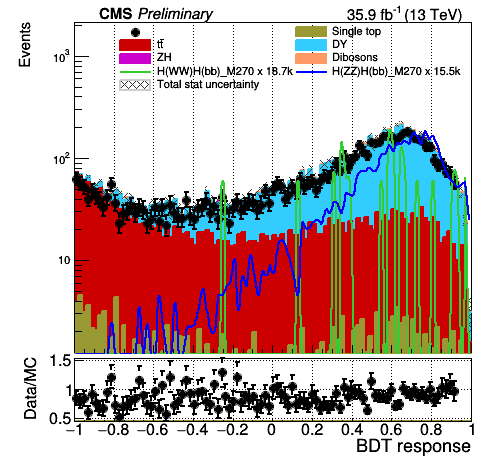 CMS Preliminary 35.9 fb⁻¹ (13 TeV)
Events
Single top
tt̄ DY
ZH Dibosons
H(WW)H(bb)_M270 x 18.7k H(ZZ)H(bb)_M270 x 15.5k
Total stat uncertainty
10³
10²
10
Data/MC
1.5
1.0
0.5
−1 −0.8 −0.6 −0.4 −0.2 0 0.2 0.4 0.6 0.8 1
BDT response